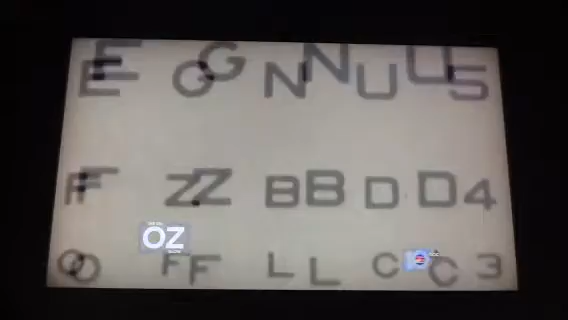 E E G G N N U U 5
F F Z Z B B D D 4
OZ
O O F F L L C C 3